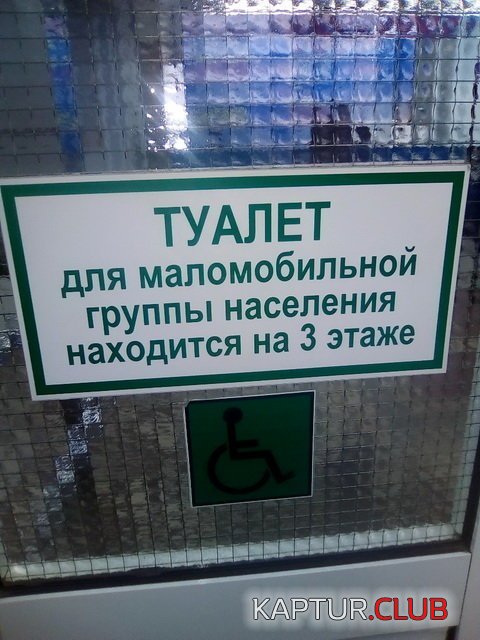 ТУАЛЕТ
для маломобильной
группы населения
находится на 3 этаже
KAPTUR.CLUB